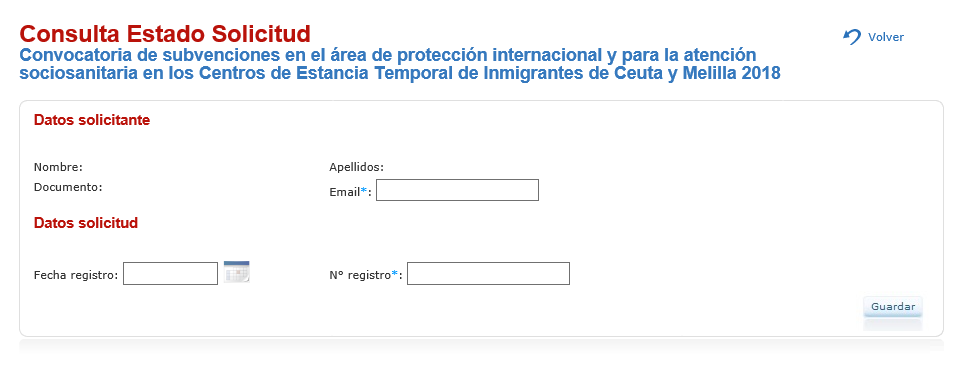 Consulta Estado Solicitud
Volver
Convocatoria de subvenciones en el área de protección internacional y para la atención
sociosanitaria en los Centros de Estancia Temporal de Inmigrantes de Ceuta y Melilla 2018
Datos solicitante
Nombre: Apellidos:
Documento: Email*:
Datos solicitud
Fecha registro: Nº registro*:
Guardar